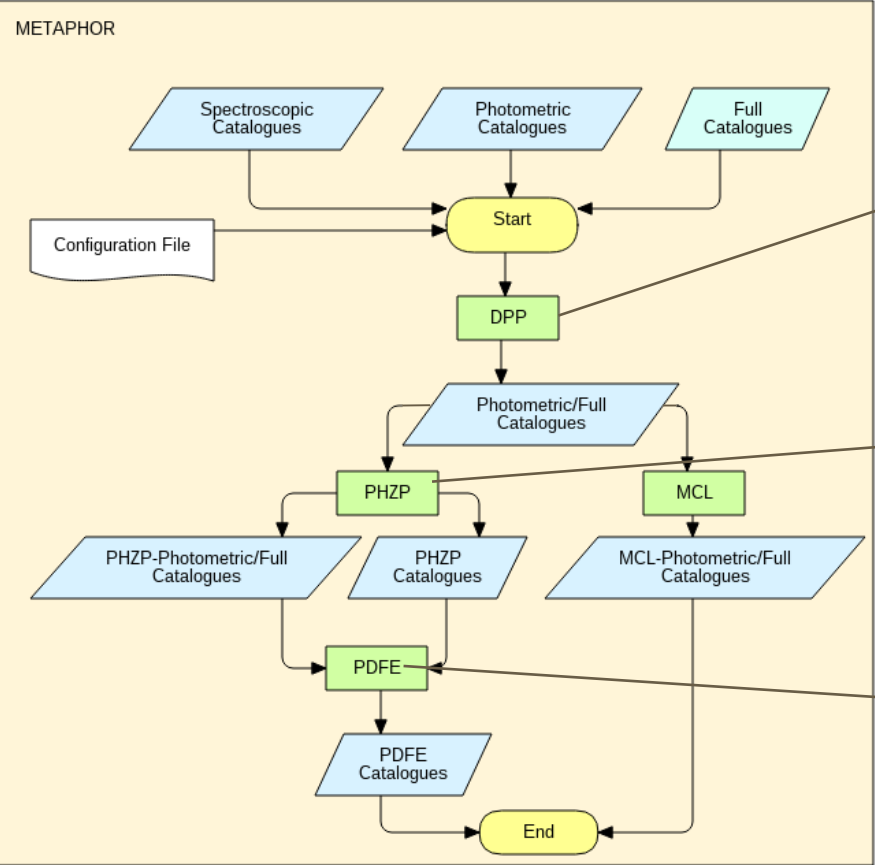 METAPHOR
Spectroscopic
Catalogues
Photometric
Catalogues
Full
Catalogues
Start
Configuration File
DPP
Photometric/Full
Catalogues
PHZP
MCL
PHZP-Photometric/Full
Catalogues
PHZP
Catalogues
MCL-Photometric/Full
Catalogues
PDFE
PDFE
Catalogues
End